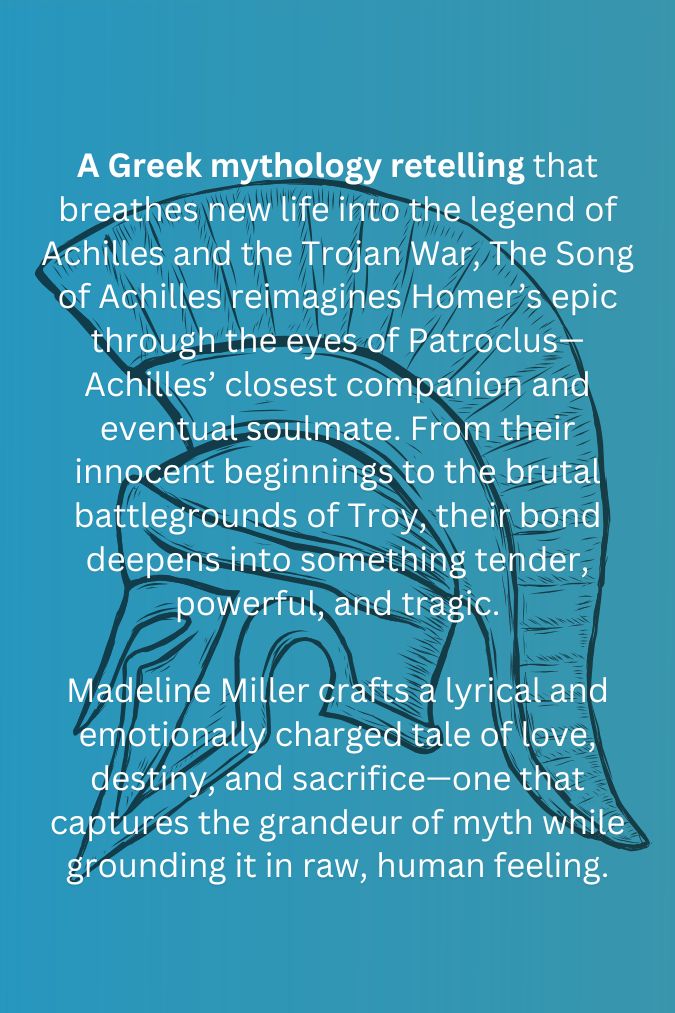 A Greek mythology retelling that
breathes new life into the legend of
Achilles and the Trojan War, The Song
of Achilles reimagines Homer’s epic
through the eyes of Patroclus—
Achilles’ closest companion and
eventual soulmate. From their
innocent beginnings to the brutal
battlegrounds of Troy, their bond
deepens into something tender,
powerful, and tragic.
Madeline Miller crafts a lyrical and
emotionally charged tale of love,
destiny, and sacrifice—one that
captures the grandeur of myth while
grounding it in raw, human feeling.